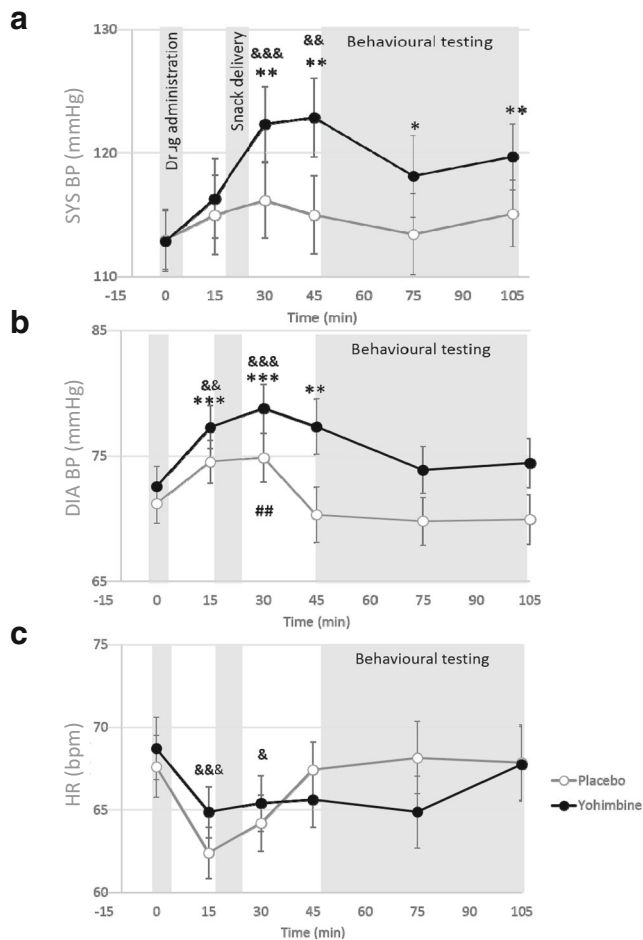 a
130
120
110
SYS BP (mmHg)
Drug administration
Snack delivery
Behavioural testing
&&& &&
** **
* **
-15 0 15 30 45 75 90 105
Time (min)
b
85
75
65
DIA BP (mmHg)
Behavioural testing
&& &&& **
*** ***
##
-15 0 15 30 45 75 90 105
Time (min)
c
75
70
65
60
HR (bpm)
Behavioural testing
&&& &
-15 0 15 30 45 75 90 105
Time (min)
Placebo
Yohimbine